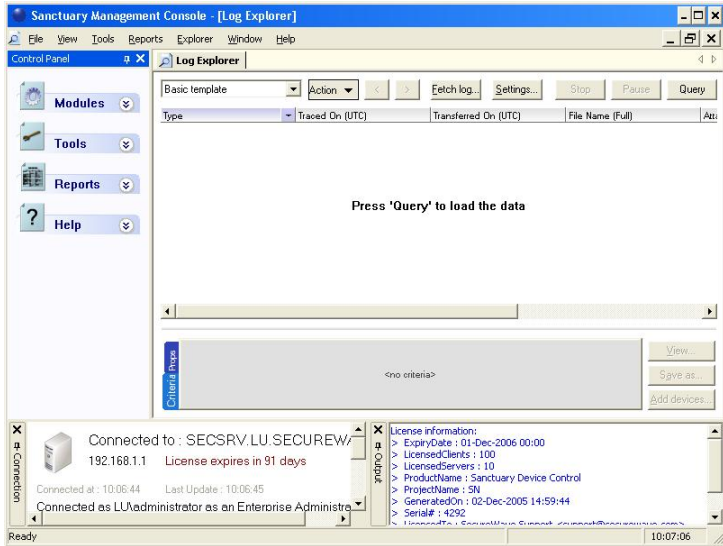 Sanctuary Management Console - [Log Explorer]
File View Tools Reports Explorer Window Help
Control Panel
Log Explorer
Modules
Tools
Reports
Help
Basic template
Action
<
>
Fetch log...
Settings...
Stop
Pause
Query
Type
Traced On (UTC)
Transferred On (UTC)
File Name (Full)
Press 'Query' to load the data
Props
Criteria
<no criteria>
View...
Save as...
Add devices...
Connection
Connected to : SECSRV.LU.SECUREW
192.168.1.1 License expires in 91 days
Connected at : 10:06:44 Last Update : 10:06:45
Connected as LU\administrator as an Enterprise Administra
Output
License information:
> ExpiryDate : 01-Dec-2006 00:00
> LicensedClients : 100
> LicensedServers : 10
> ProductName : Sanctuary Device Control
> ProjectName : SN
> GeneratedOn : 02-Dec-2005 14:59:44
> Serial# : 4292
> LicensedTo : SecureWave Support <support@securewave.com>
Ready
10:07:06